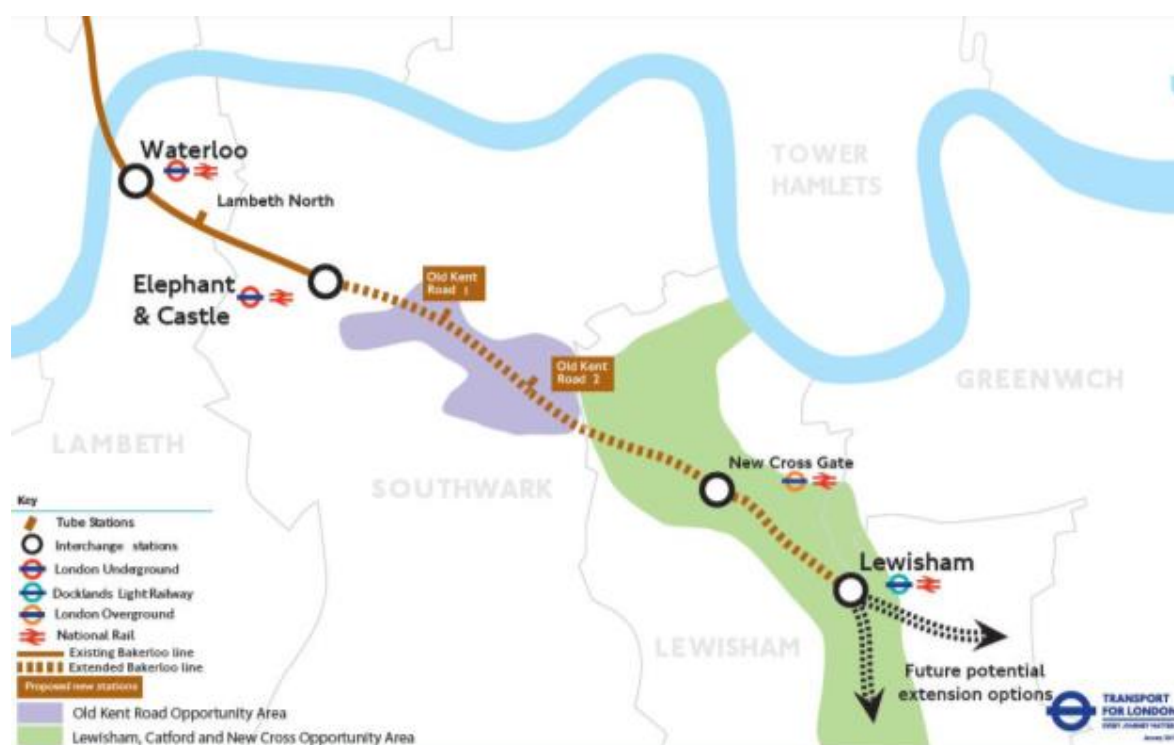 Waterloo
Lambeth North
Elephant
& Castle
Old Kent
Road 1
Old Kent
Road 2
TOWER
HAMLETS
GREENWICH
LAMBETH
SOUTHWARK
New Cross Gate
Lewisham
LEWISHAM
Future potential
extension options
Key
Tube Stations
Interchange stations
London Underground
Docklands Light Railway
London Overground
National Rail
Existing Bakerloo line
Extended Bakerloo line
Proposed new stations
Old Kent Road Opportunity Area
Lewisham, Catford and New Cross Opportunity Area
TRANSPORT
FOR LONDON
EVERY JOURNEY MATTERS